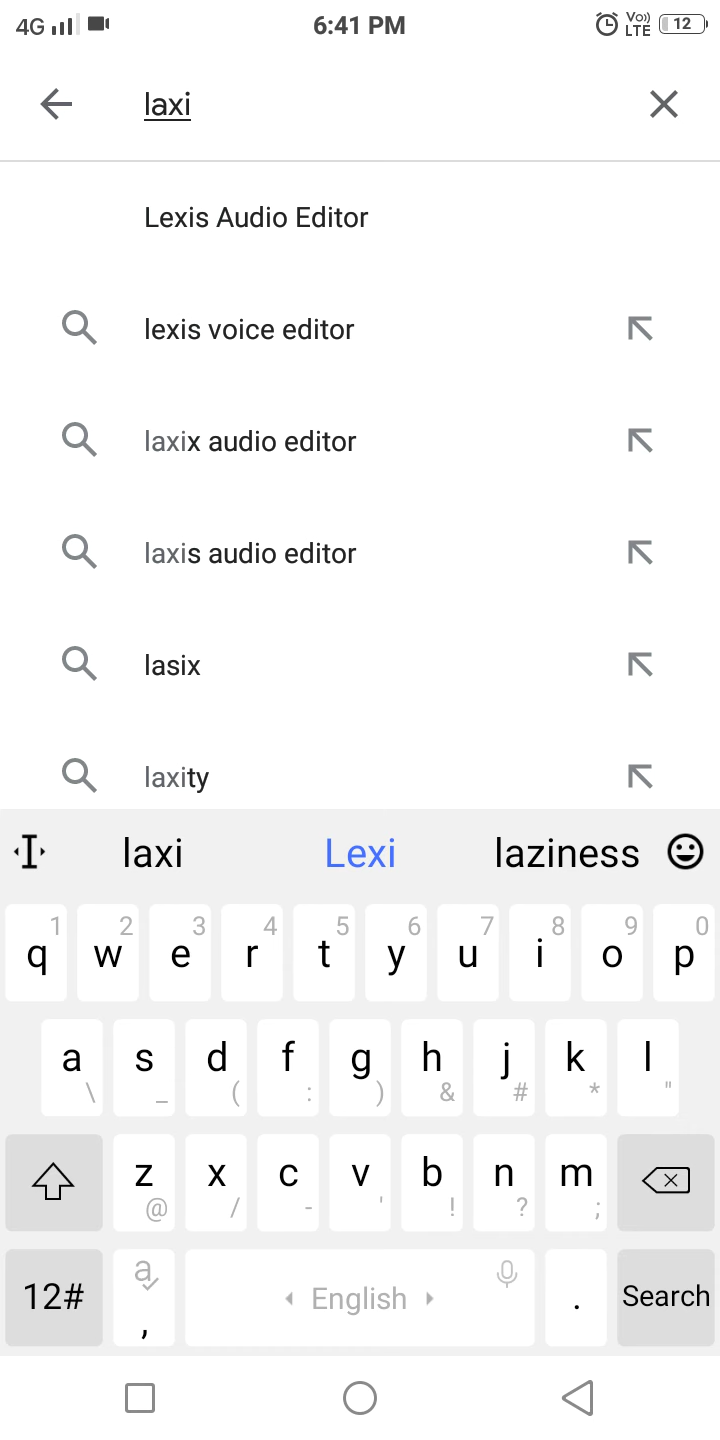 4G 6:41 PM Vo)) LTE 12
laxi
Lexis Audio Editor
lexis voice editor
laxix audio editor
laxis audio editor
lasix
laxity
laxi Lexi laziness
1 2 3 4 5 6 7 8 9 0
q w e r t y u i o p
a s d f g h j k l
\ _ ( : ) & # * "
z x c v b n m
@ / - ' ! ? ;
12# a , English . Search